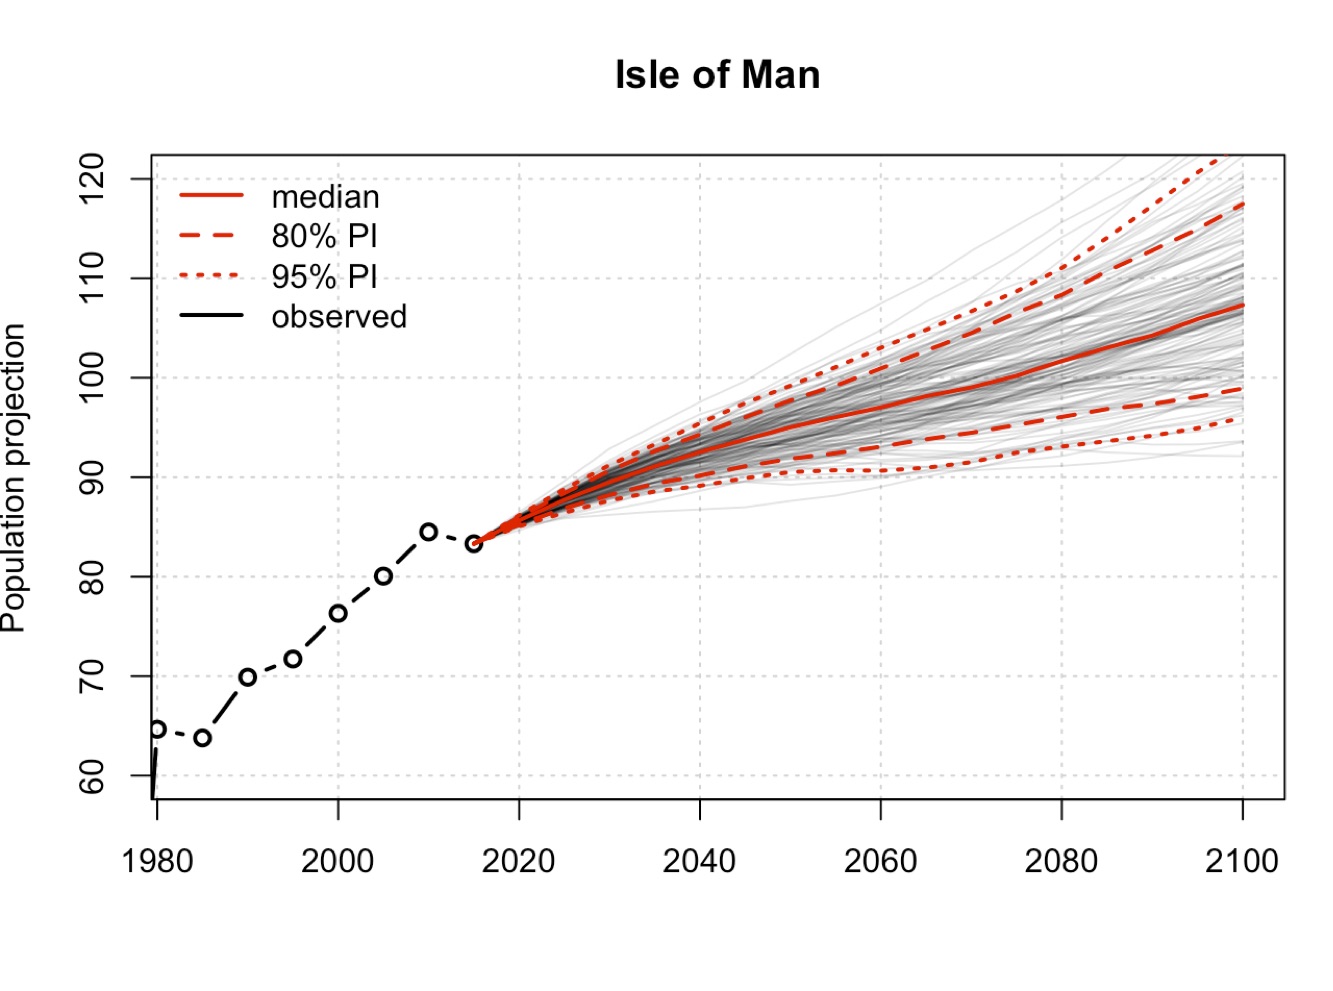 Isle of Man
median
80% PI
95% PI
observed
Population projection
120
110
100
90
80
70
60
1980 2000 2020 2040 2060 2080 2100